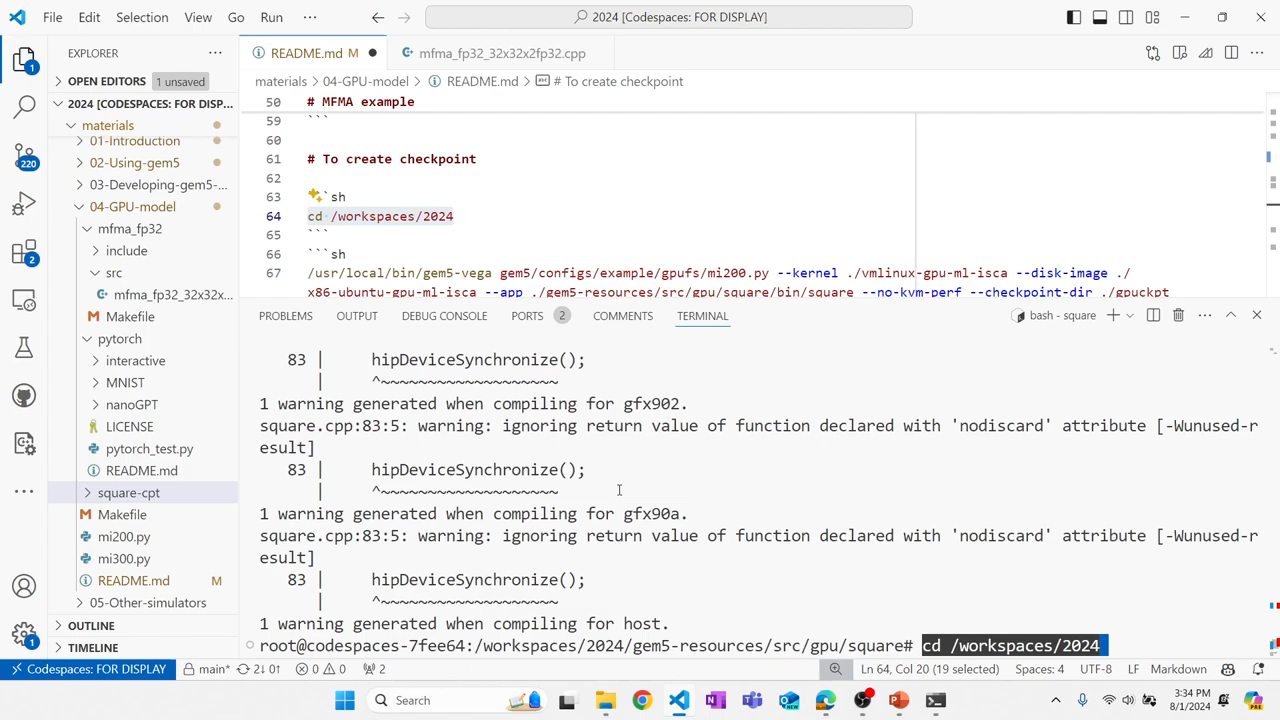 File Edit Selection View Go Run ··· 2024 [Codespaces: FOR DISPLAY]
EXPLORER ···
README.md M
mfma_fp32_32x32x2fp32.cpp
OPEN EDITORS 1 unsaved
materials > 04-GPU-model > README.md > # To create checkpoint
2024 [CODESPACES: FOR DISP...
materials
01-Introduction
02-Using-gem5
03-Developing-gem5-...
04-GPU-model
mfma_fp32
include
src
mfma_fp32_32x32x...
Makefile
pytorch
interactive
MNIST
nanoGPT
LICENSE
pytorch_test.py
README.md
square-cpt
Makefile
mi200.py
mi300.py
README.md M
05-Other-simulators
OUTLINE
TIMELINE
1
220
2
1
50 # MFMA example
59 ```
60
61 # To create checkpoint
62
63 ```sh
64 cd /workspaces/2024
65 ```
66 ```sh
67 /usr/local/bin/gem5-vega gem5/configs/example/gpufs/mi200.py --kernel ./vmlinux-gpu-ml-isca --disk-image ./
x86-ubuntu-gpu-ml-isca --app ./gem5-resources/src/gpu/square/bin/square --no-kvm-perf --checkpoint-dir ./gpuckpt
PROBLEMS OUTPUT DEBUG CONSOLE PORTS 2 COMMENTS TERMINAL bash - square
83 | hipDeviceSynchronize();
| ^~~~~~~~~~~~~~~~~~~~
1 warning generated when compiling for gfx902.
square.cpp:83:5: warning: ignoring return value of function declared with 'nodiscard' attribute [-Wunused-r
esult]
83 | hipDeviceSynchronize();
| ^~~~~~~~~~~~~~~~~~~~
1 warning generated when compiling for gfx90a.
square.cpp:83:5: warning: ignoring return value of function declared with 'nodiscard' attribute [-Wunused-r
esult]
83 | hipDeviceSynchronize();
| ^~~~~~~~~~~~~~~~~~~~
1 warning generated when compiling for host.
root@codespaces-7fee64:/workspaces/2024/gem5-resources/src/gpu/square# cd /workspaces/2024
Codespaces: FOR DISPLAY main* 2↓ 0↑ 0 0 2 Ln 64, Col 20 (19 selected) Spaces: 4 UTF-8 LF Markdown
Search
3:34 PM
8/1/2024